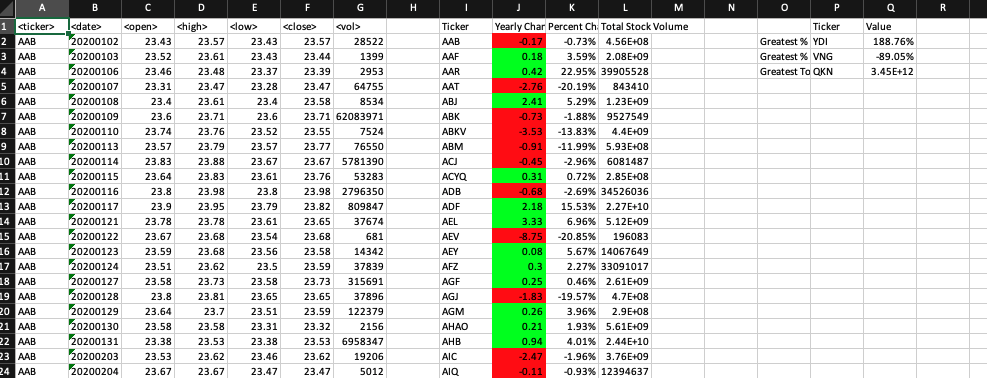 A B C D E F G H I J K L M N O P Q R
1 <ticker> <date> <open> <high> <low> <close> <vol> Ticker Yearly Char Percent Ch Total Stock Volume Ticker Value
2 AAB 20200102 23.43 23.57 23.43 23.57 28522 AAB -0.17 -0.73% 4.56E+08 Greatest % YDI 188.76%
3 AAB 20200103 23.52 23.61 23.43 23.44 1399 AAF 0.18 3.59% 2.08E+09 Greatest % VNG -89.05%
4 AAB 20200106 23.46 23.48 23.37 23.39 2953 AAR 0.42 22.95% 39905528 Greatest To QKN 3.45E+12
5 AAB 20200107 23.31 23.47 23.28 23.47 64755 AAT -2.76 -20.19% 843410
6 AAB 20200108 23.4 23.61 23.4 23.58 8534 ABJ 2.41 5.29% 1.23E+09
7 AAB 20200109 23.6 23.71 23.6 23.71 62083971 ABK -0.73 -1.88% 9527549
8 AAB 20200110 23.74 23.76 23.52 23.55 7524 ABKV -3.53 -13.83% 4.4E+09
9 AAB 20200113 23.57 23.79 23.57 23.77 76550 ABM -0.91 -11.99% 5.93E+08
10 AAB 20200114 23.83 23.88 23.67 23.67 5781390 ACJ -0.45 -2.96% 6081487
11 AAB 20200115 23.64 23.83 23.61 23.76 53283 ACYQ 0.31 0.72% 2.85E+08
12 AAB 20200116 23.8 23.98 23.8 23.98 2796350 ADB -0.68 -2.69% 34526036
13 AAB 20200117 23.9 23.95 23.79 23.82 809847 ADF 2.18 15.53% 2.27E+10
14 AAB 20200121 23.78 23.78 23.61 23.65 37674 AEL 3.33 6.96% 5.12E+09
15 AAB 20200122 23.67 23.68 23.54 23.68 681 AEV -8.75 -20.85% 196083
16 AAB 20200123 23.59 23.68 23.56 23.58 14342 AEY 0.08 5.67% 14067649
17 AAB 20200124 23.51 23.62 23.5 23.59 37839 AFZ 0.3 2.27% 33091017
18 AAB 20200127 23.58 23.73 23.58 23.73 315691 AGF 0.25 0.46% 2.61E+09
19 AAB 20200128 23.8 23.81 23.65 23.65 37896 AGJ -1.83 -19.57% 4.7E+08
20 AAB 20200129 23.64 23.7 23.51 23.59 122379 AGM 0.26 3.96% 2.9E+08
21 AAB 20200130 23.58 23.58 23.31 23.32 2156 AHAO 0.21 1.93% 5.61E+09
22 AAB 20200131 23.38 23.53 23.38 23.53 6958347 AHB 0.94 4.01% 2.44E+10
23 AAB 20200203 23.53 23.62 23.46 23.62 19206 AIC -2.47 -1.96% 3.76E+09
24 AAB 20200204 23.67 23.67 23.47 23.47 5012 AIQ -0.11 -0.93% 12394637